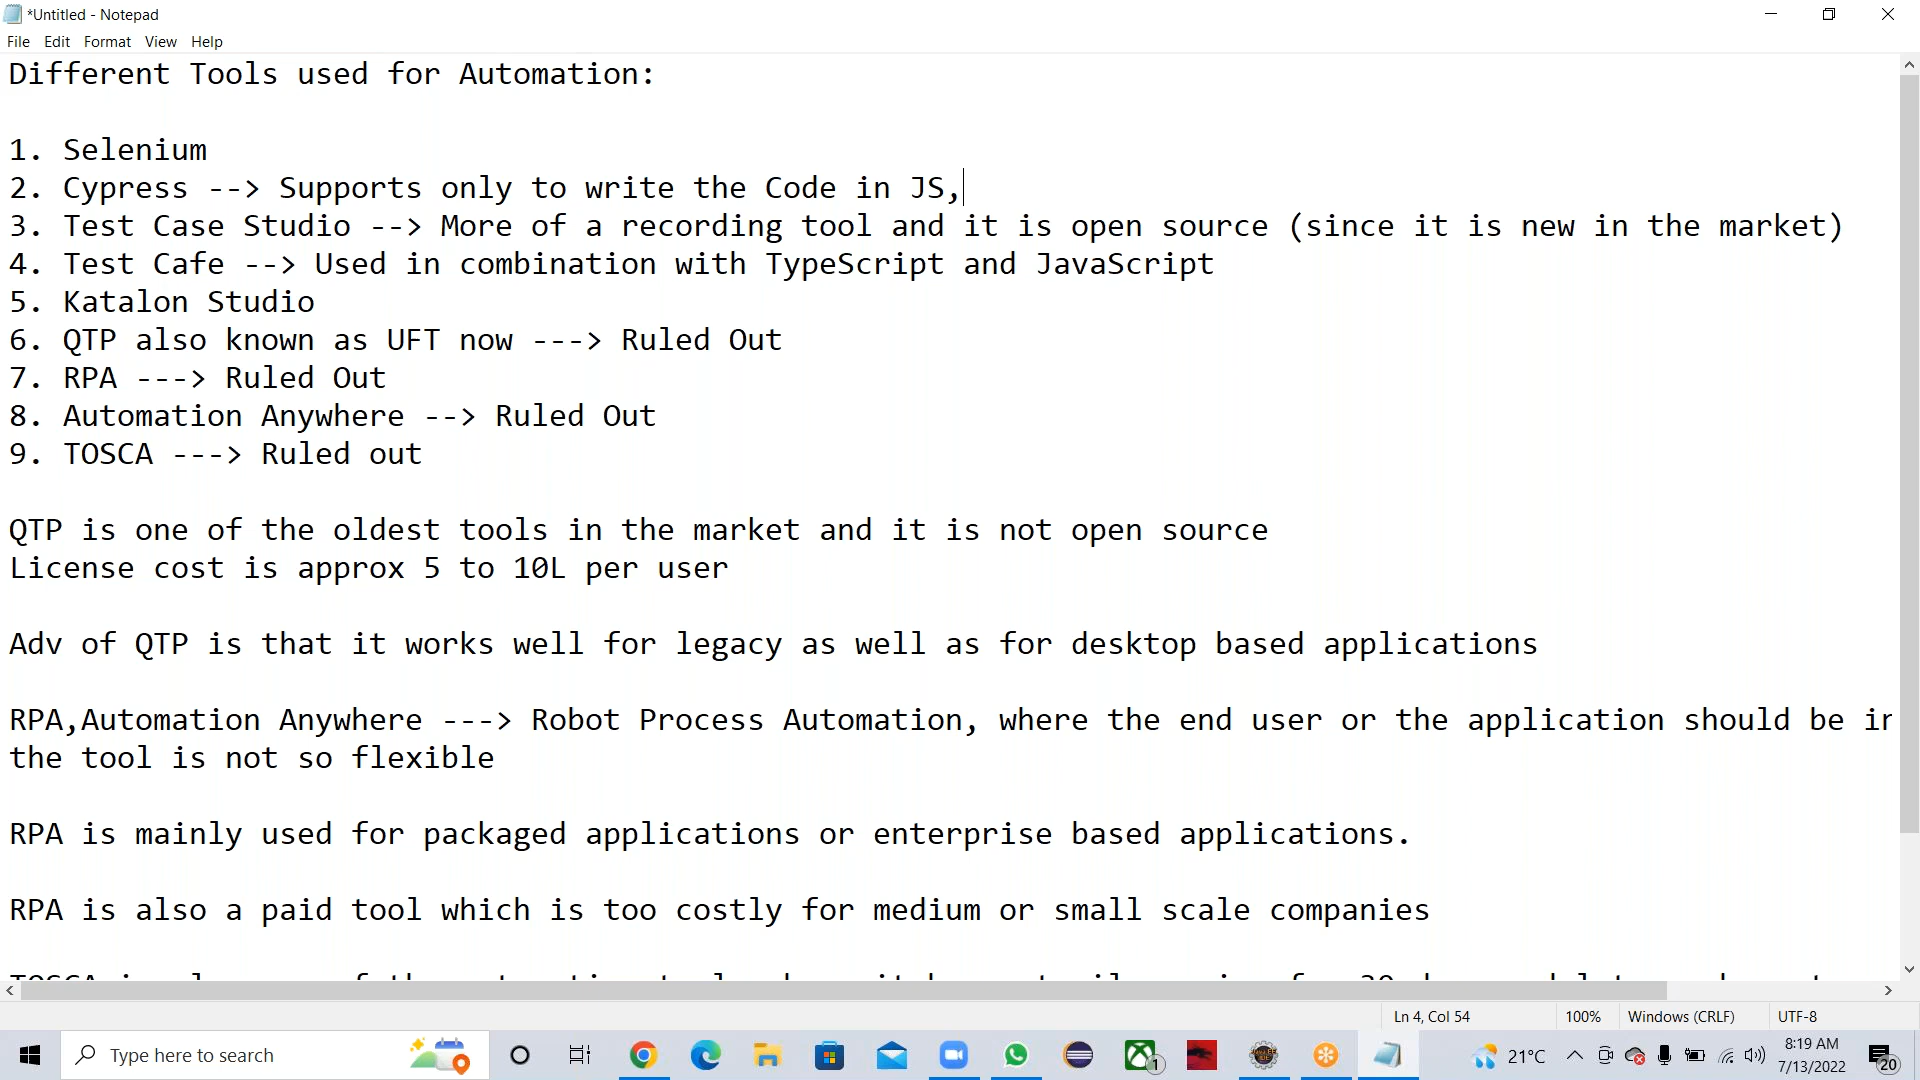 *Untitled - Notepad
File Edit Format View Help
Different Tools used for Automation:
1. Selenium
2. Cypress --> Supports only to write the Code in JS,
3. Test Case Studio --> More of a recording tool and it is open source (since it is new in the market)
4. Test Cafe --> Used in combination with TypeScript and JavaScript
5. Katalon Studio
6. QTP also known as UFT now ---> Ruled Out
7. RPA ---> Ruled Out
8. Automation Anywhere --> Ruled Out
9. TOSCA ---> Ruled out
QTP is one of the oldest tools in the market and it is not open source
License cost is approx 5 to 10L per user
Adv of QTP is that it works well for legacy as well as for desktop based applications
RPA,Automation Anywhere ---> Robot Process Automation, where the end user or the application should be in
the tool is not so flexible
RPA is mainly used for packaged applications or enterprise based applications.
RPA is also a paid tool which is too costly for medium or small scale companies
Ln 4, Col 54 100% Windows (CRLF) UTF-8
Type here to search 1 21°C 8:19 AM
7/13/2022 20